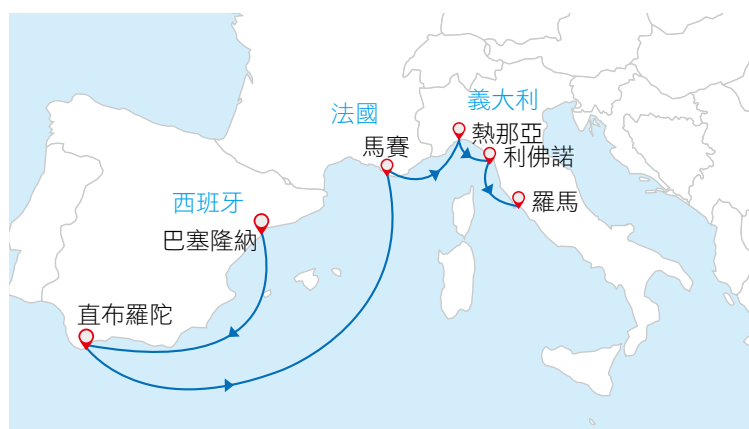 義大利
法國
熱那亞
馬賽
利佛諾
西班牙
羅馬
巴塞隆納
直布羅陀